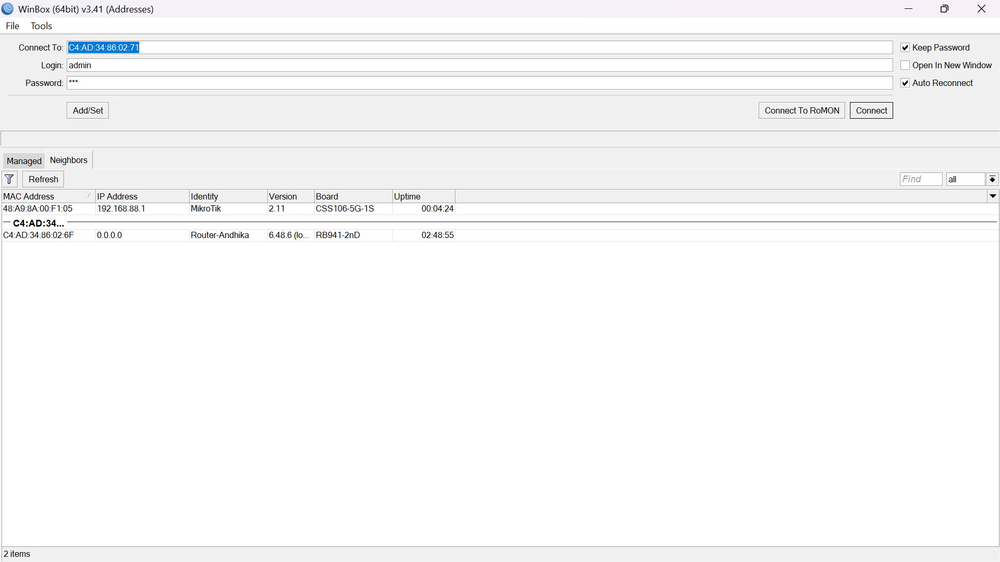 WinBox (64bit) v3.41 (Addresses)
File Tools
Connect To: C4:AD:34:86:02:71
Keep Password
Login: admin
Open In New Window
Password: ***
Auto Reconnect
Add/Set
Connect To RoMON
Connect
Managed Neighbors
Refresh
Find
all
MAC Address IP Address Identity Version Board Uptime
48:A9:8A:00:F1:05 192.168.88.1 MikroTik 2.11 CSS106-5G-1S 00:04:24
C4:AD:34...
C4:AD:34:86:02:6F 0.0.0.0 Router-Andhika 6.48.6 (lo... RB941-2nD 02:48:55
2 items